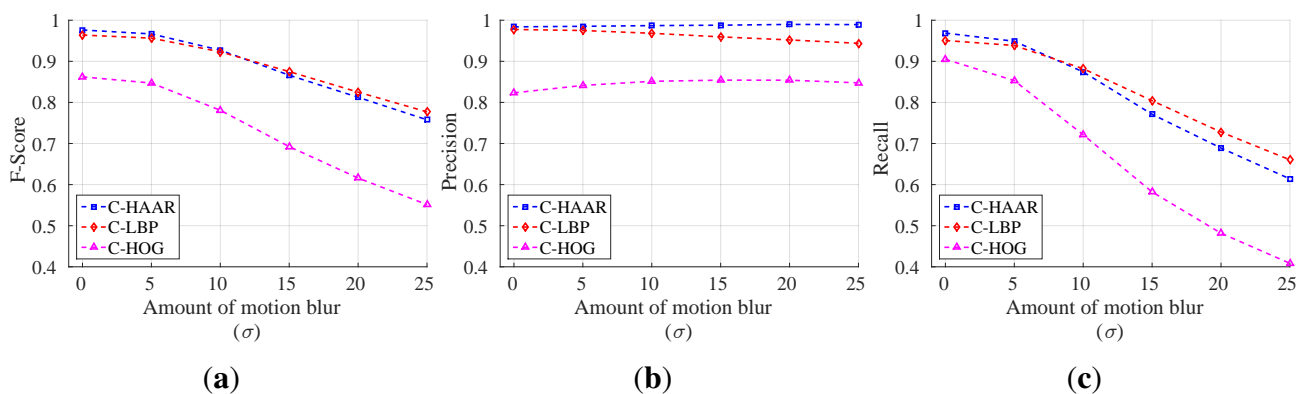 1
0.9
0.8
0.7
0.6
0.5
0.4
F-Score
C-HAAR
C-LBP
C-HOG
0 5 10 15 20 25
Amount of motion blur
(σ)
(a)
1
0.9
0.8
0.7
0.6
0.5
0.4
Precision
C-HAAR
C-LBP
C-HOG
0 5 10 15 20 25
Amount of motion blur
(σ)
(b)
1
0.9
0.8
0.7
0.6
0.5
0.4
Recall
C-HAAR
C-LBP
C-HOG
0 5 10 15 20 25
Amount of motion blur
(σ)
(c)